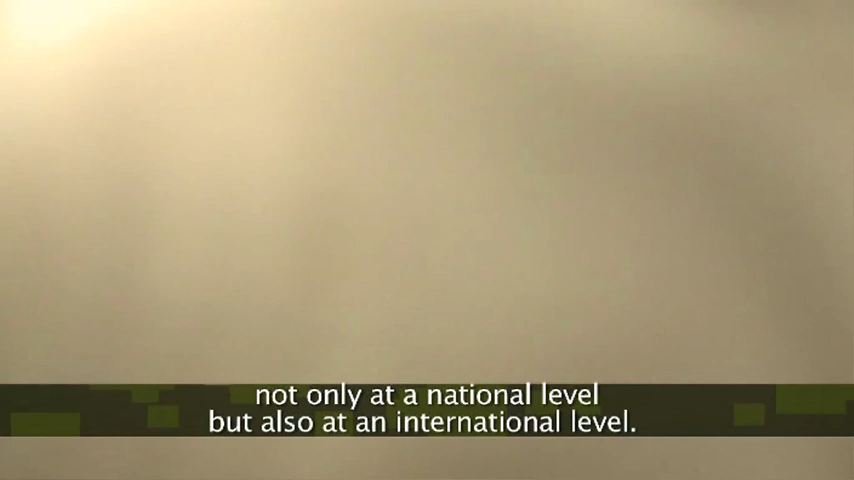 not only at a national level
but also at an international level.